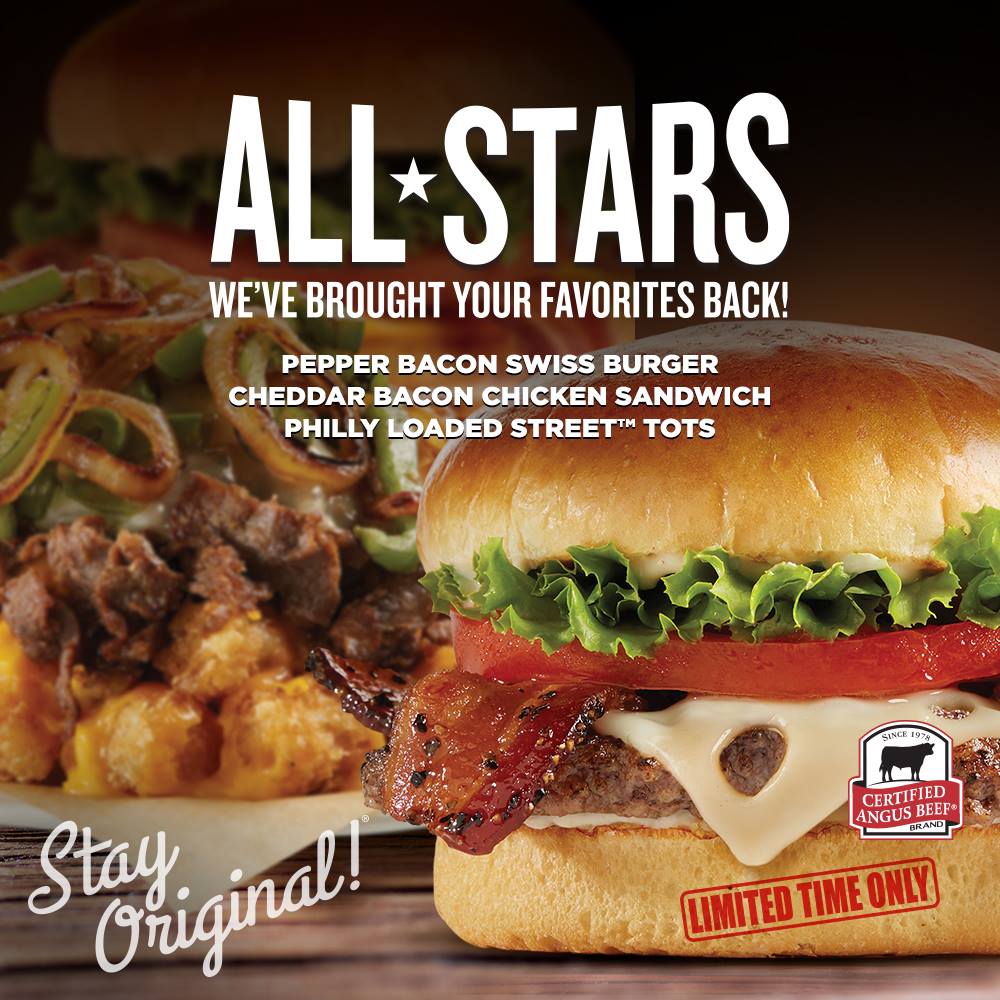 ALL★STARS
WE'VE BROUGHT YOUR FAVORITES BACK!
PEPPER BACON SWISS BURGER
CHEDDAR BACON CHICKEN SANDWICH
PHILLY LOADED STREET™ TOTS
SINCE 1978
CERTIFIED
ANGUS BEEF®
BRAND
Stay
Original!®
LIMITED TIME ONLY